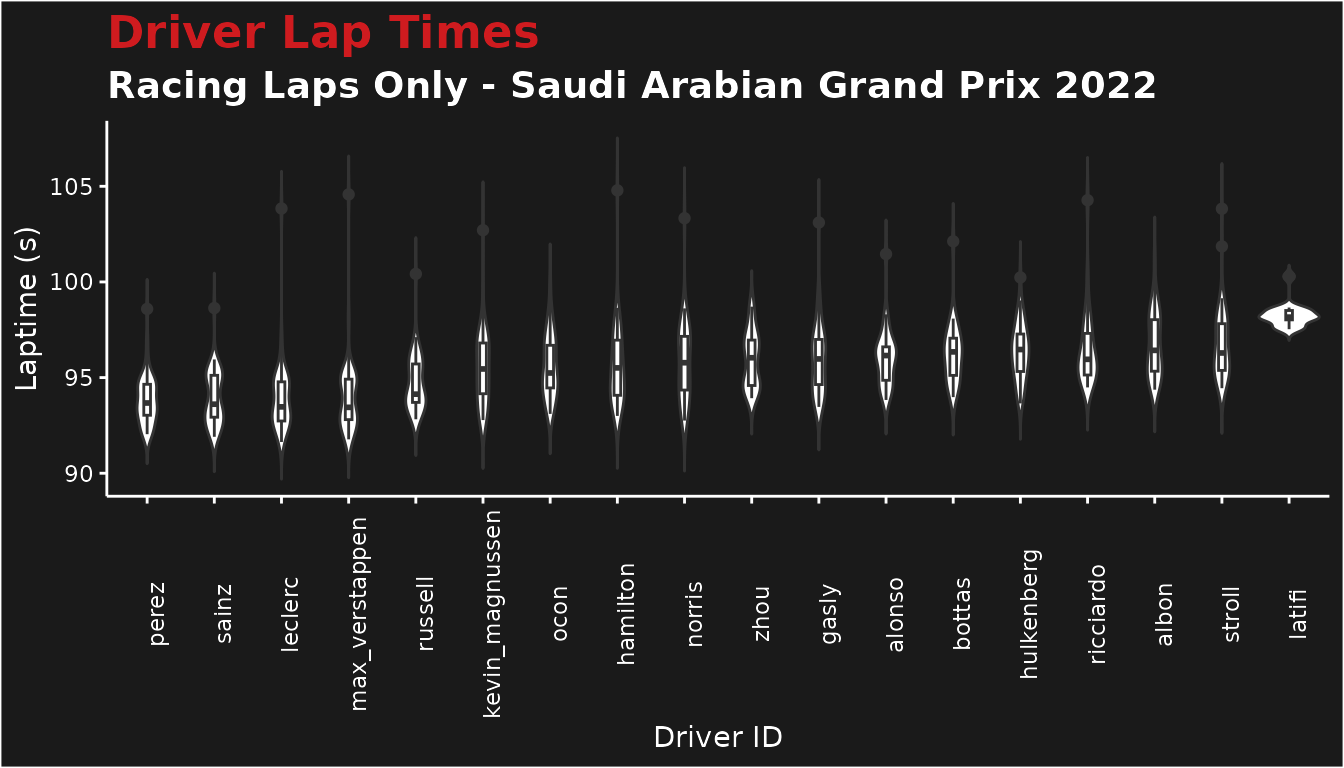 Driver Lap Times
Racing Laps Only - Saudi Arabian Grand Prix 2022
Laptime (s)
105
100
95
90
perez
sainz
leclerc
max_verstappen
russell
kevin_magnussen
ocon
hamilton
norris
zhou
gasly
alonso
bottas
hulkenberg
ricciardo
albon
stroll
latifi
Driver ID